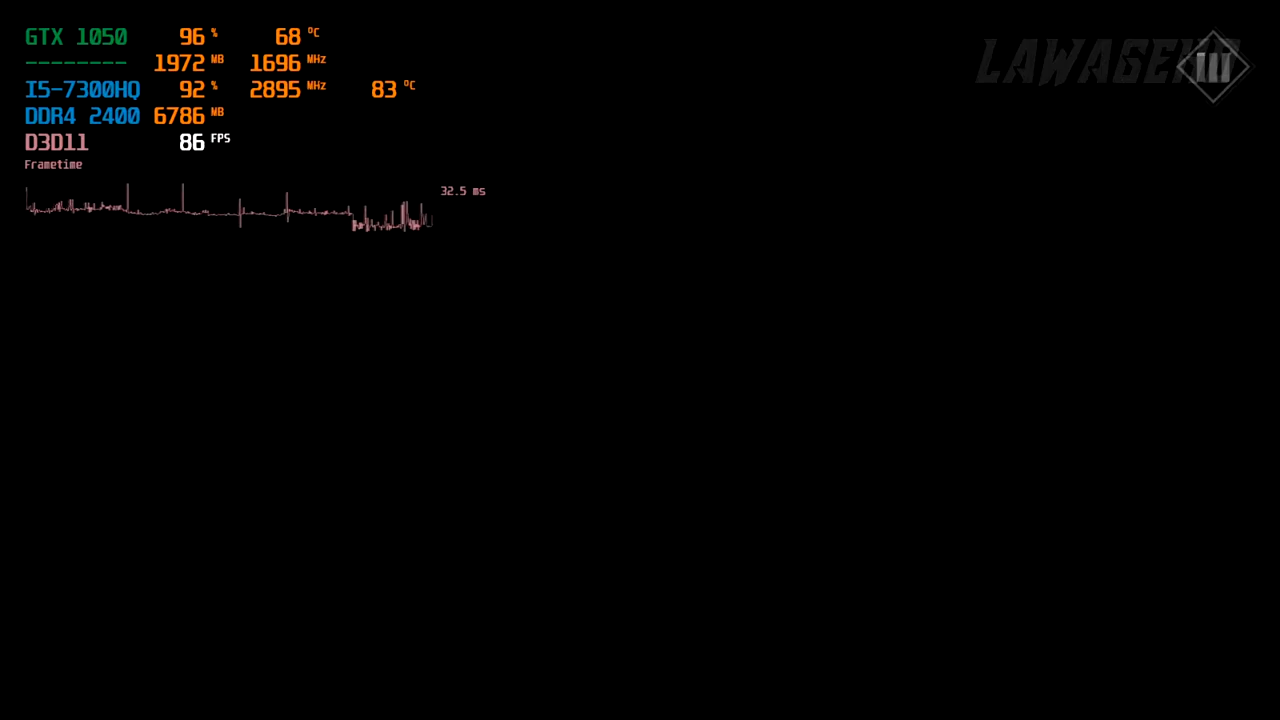 GTX 1050 96 % 68 °C
-------- 1972 MB 1696 MHz
I5-7300HQ 92 % 2895 MHz 83 °C
DDR4 2400 6786 MB
D3D11 86 FPS
Frametime
32.5 ms